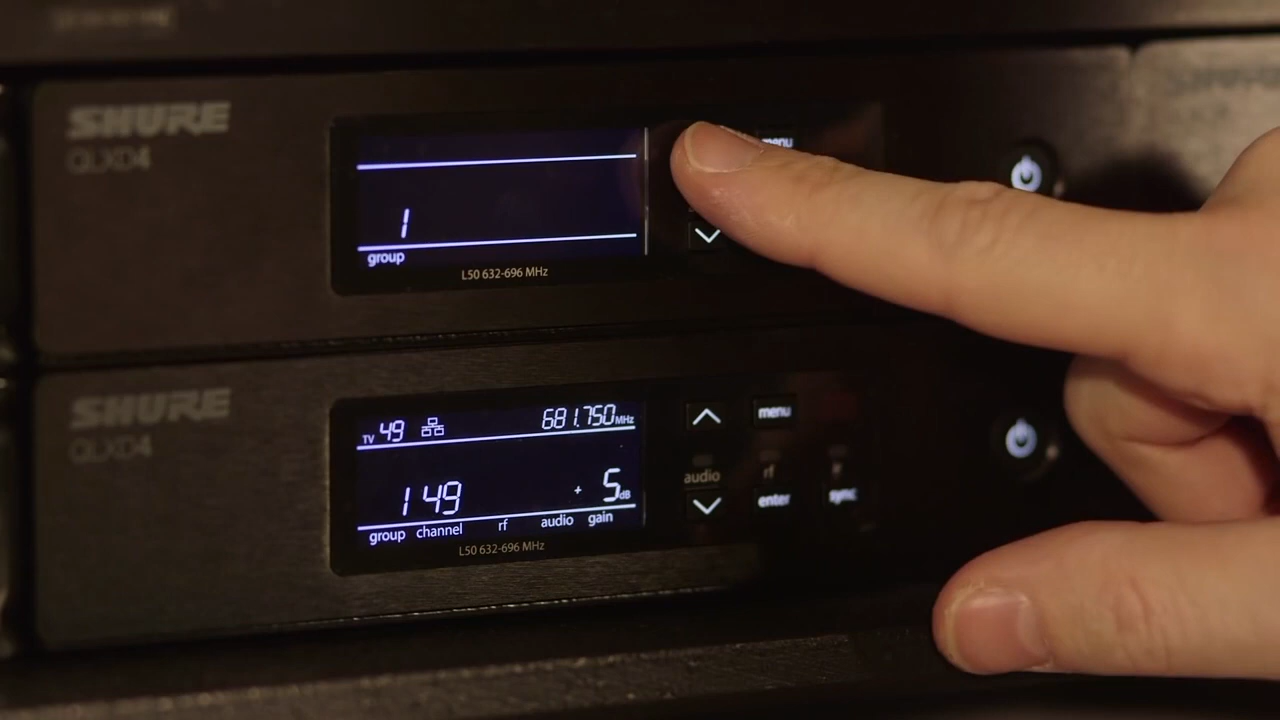 SHURE
QLXD4
menu
1
group
L50 632-696 MHz
SHURE
QLXD4
TV 49 681.750 MHz
menu
1 49 + 5 dB
audio rf
group channel rf audio gain
enter sync
L50 632-696 MHz